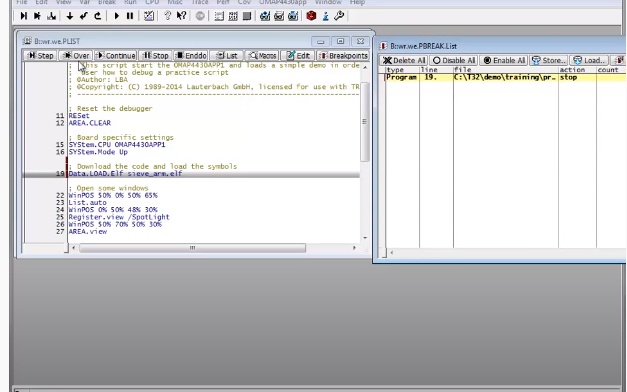 File Edit View Var Break Run CPU Misc Trace Perf Cov OMAP4430app Window Help
B::wr.we.PLIST
Step Over Continue Stop Enddo List Macros Edit Breakpoints
; This script start the OMAP4430APP1 and loads a simple demo in orde
; user how to debug a practice script
; @Author: LBA
; @Copyright: (C) 1989-2014 Lauterbach GmbH, licensed for use with TR
; Reset the debugger
11 RESet
12 AREA.CLEAR
; Board specific settings
15 SYStem.CPU OMAP4430APP1
16 SYStem.Mode Up
; Download the code and load the symbols
19 Data.LOAD.Elf sieve_arm.elf
; Open some windows
22 WinPOS 50% 0% 50% 65%
23 List.auto
24 WinPOS 0% 50% 48% 30%
25 Register.view /SpotLight
26 WinPOS 50% 70% 50% 30%
27 AREA.view
B::wr.we.PBREAK.List
Delete All Disable All Enable All Store... Load...
type line file action count
Program 19. C:\T32\demo\training\pr… stop